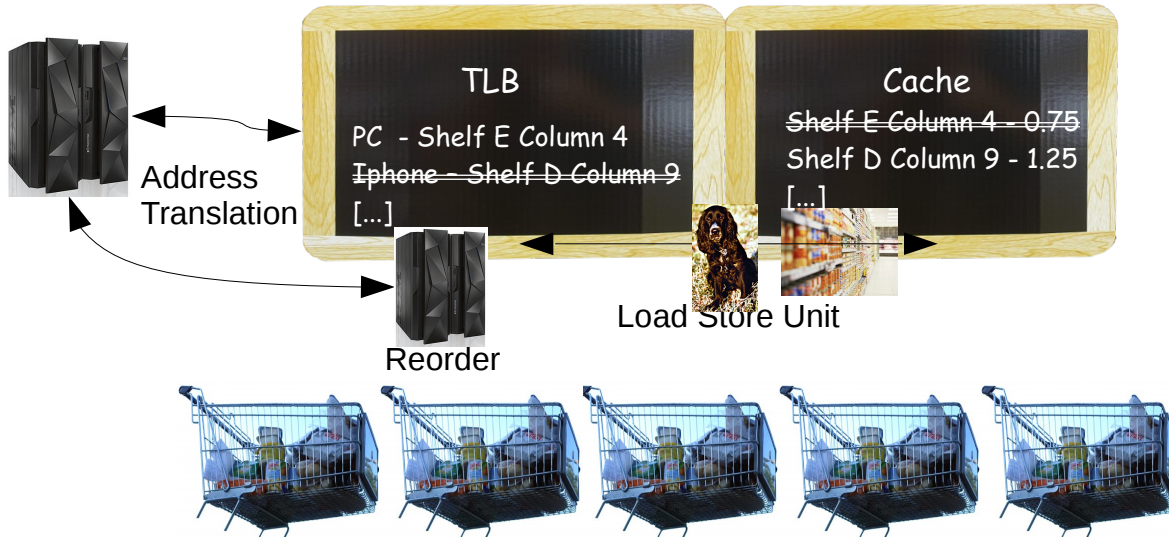 TLB
PC - Shelf E Column 4
Iphone – Shelf D Column 9
[...]
Cache
Shelf E Column 4 - 0.75
Shelf D Column 9 - 1.25
[...]
Address
Translation
Load Store Unit
Reorder